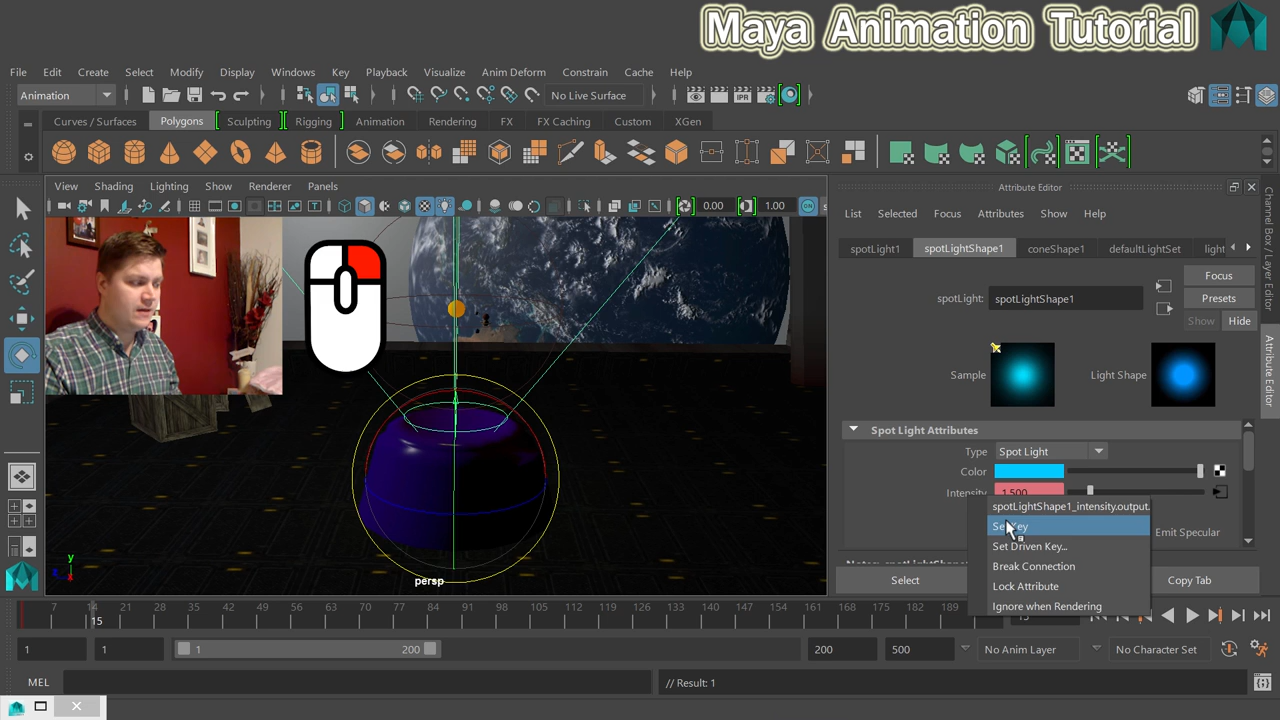 Maya Animation Tutorial
File Edit Create Select Modify Display Windows Key Playback Visualize Anim Deform Constrain Cache Help
Animation No Live Surface
Curves / Surfaces Polygons Sculpting Rigging Animation Rendering FX FX Caching Custom XGen
View Shading Lighting Show Renderer Panels
IPR
0.00 1.00 ON
Attribute Editor
List Selected Focus Attributes Show Help
spotLight1 spotLightShape1 coneShape1 defaultLightSet light
Focus
spotLight: spotLightShape1 Presets
Show Hide
Sample Light Shape
Spot Light Attributes
Type Spot Light
Color
Intensity 1.500
spotLightShape1_intensity.output.
Set Key
Emit Specular
Set Driven Key...
Break Connection
Lock Attribute
Ignore when Rendering
Select Copy Tab
Channel Box / Layer Editor
Attribute Editor
y
persp
7 14 21 28 35 42 49 56 63 70 77 84 91 98 105 112 119 126 133 140 147 154 161 168 175
15
1 1 1 200 200 500 No Anim Layer No Character Set
MEL // Result: 1